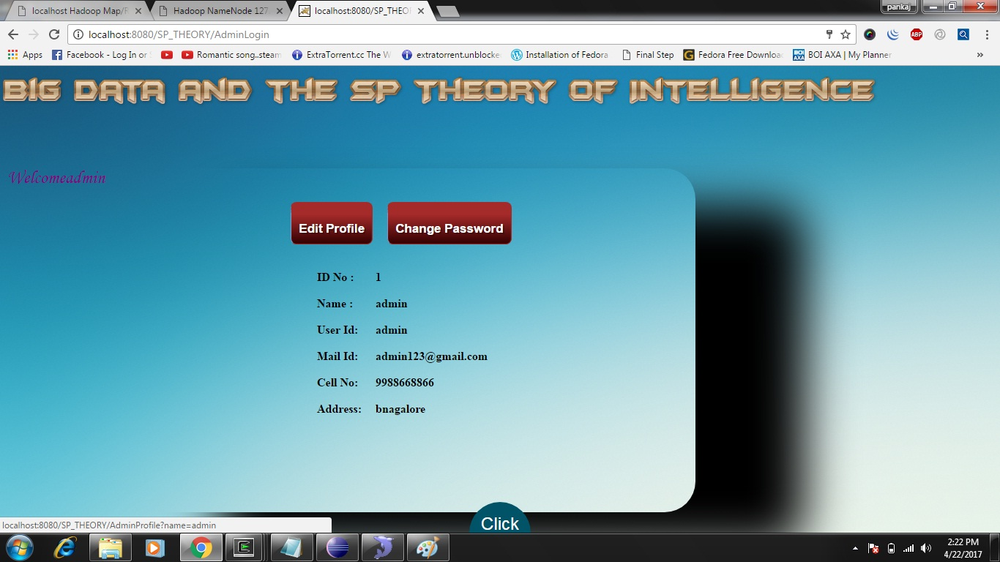 localhost Hadoop Map/R
Hadoop NameNode 127.
localhost:8080/SP_THEOR
pankaj
localhost:8080/SP_THEORY/AdminLogin
ABP
Apps
Facebook - Log In or
Romantic song..steam
ExtraTorrent.cc The W
extratorrent.unblocke
Installation of Fedora
Final Step
Fedora Free Downloa
BOI AXA | My Planner
»
BIG DATA AND THE SP THEORY OF INTELLIGENCE
Welcomeadmin
Edit Profile
Change Password
ID No : 1
Name : admin
User Id: admin
Mail Id: admin123@gmail.com
Cell No: 9988668866
Address: bnagalore
Click
localhost:8080/SP_THEORY/AdminProfile?name=admin
2:22 PM
4/22/2017